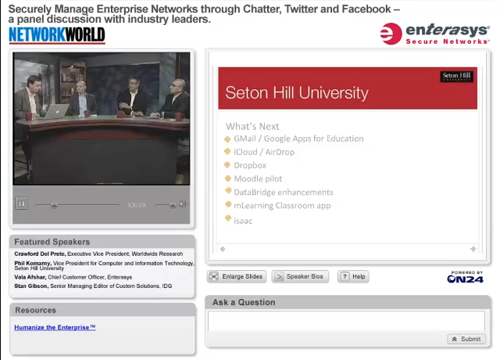 Securely Manage Enterprise Networks through Chatter, Twitter and Facebook –
a panel discussion with industry leaders.
NETWORKWORLD
enterasys
Secure Networks
Seton Hill
Seton Hill University
What's Next
GMail / Google Apps for Education
iCloud / AirDrop
Dropbox
Moodle pilot
DataBridge enhancements
mLearning Classroom app
isaac
Featured Speakers
Crawford Del Prete, Executive Vice President, Worldwide Research
Phil Komarny, Vice President for Computer and Information Technology,
Seton Hill University
Vala Afshar, Chief Customer Officer, Enterasys
Stan Gibson, Senior Managing Editor of Custom Solutions, IDG
Enlarge Slides
Speaker Bios
? Help
POWERED BY
ON24
Resources
Humanize the Enterprise™
Ask a Question
Submit